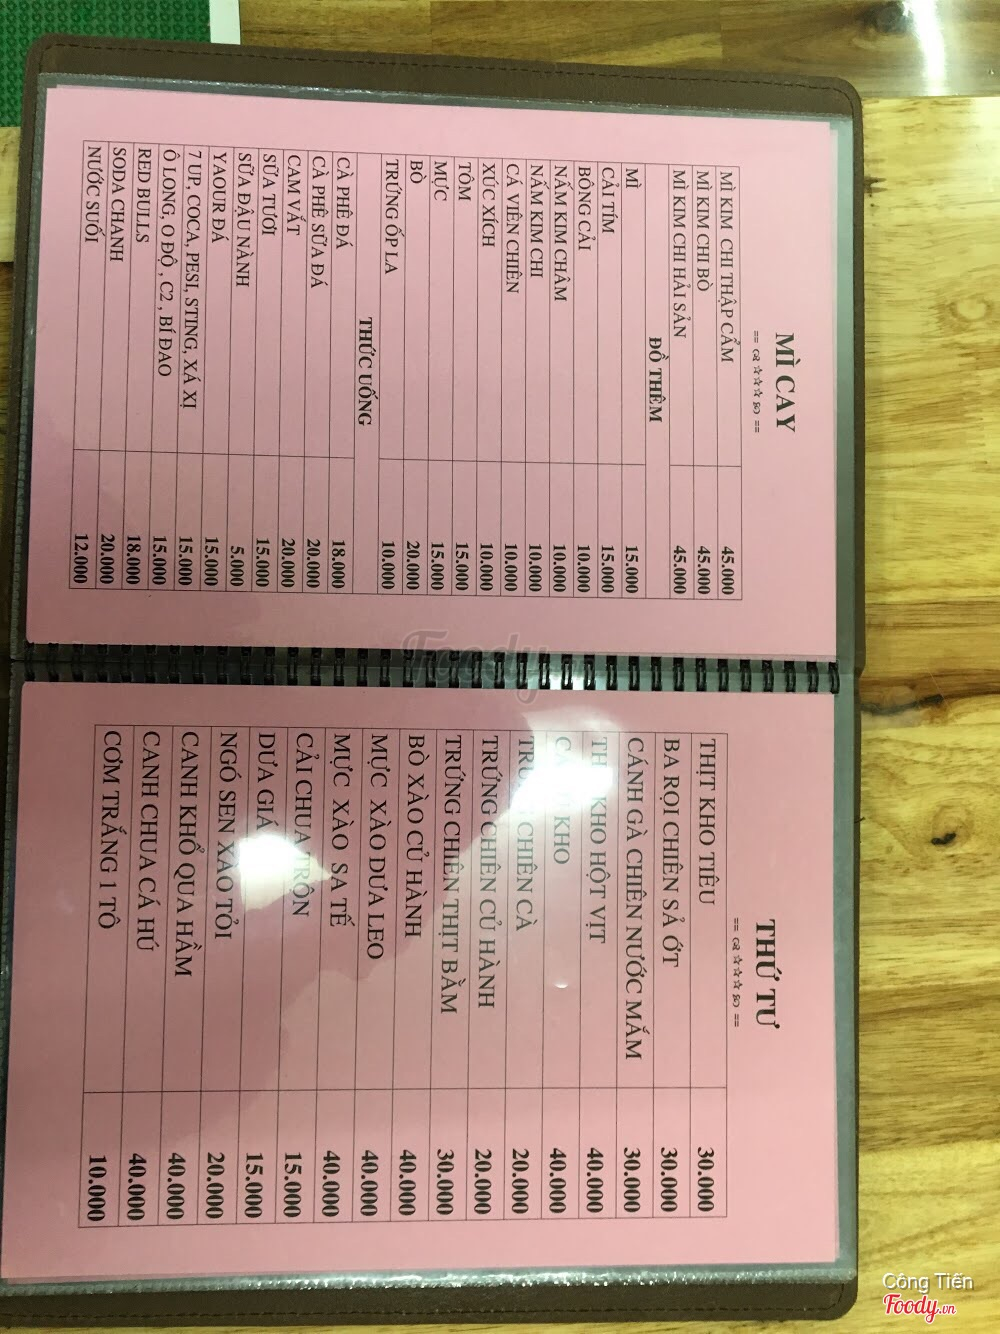 MÌ CAY
MÌ KIM CHI THẬP CẨM 45.000
MÌ KIM CHI BÒ 45.000
MÌ KIM CHI HẢI SẢN 45.000
ĐỒ THÊM
MÌ 15.000
CẢI TÍM 15.000
BÔNG CẢI 10.000
NẤM KIM CHÂM 10.000
NẤM KIM CHI 10.000
CÁ VIÊN CHIÊN 10.000
XÚC XÍCH 10.000
TÔM 15.000
MỰC 15.000
BÒ 20.000
TRỨNG ỐP LA 10.000
THỨC UỐNG
CÀ PHÊ ĐÁ 18.000
CÀ PHÊ SỮA ĐÁ 20.000
CAM VẮT 20.000
SỮA TƯƠI 15.000
SỮA ĐẬU NÀNH 5.000
YAOUR ĐÁ 15.000
7 UP, COCA, PESI, STING, XÁ XỊ 15.000
Ô LONG, O ĐỘ , C2 , BÍ ĐAO 15.000
RED BULLS 18.000
SODA CHANH 20.000
NƯỚC SUỐI 12.000
THỨ TƯ
THỊT KHO TIÊU 30.000
BA RỌI CHIÊN SẢ ỚT 30.000
CÁNH GÀ CHIÊN NƯỚC MẮM 30.000
KHO HỘT VỊT 40.000
KHO 40.000
CHIÊN CÀ 20.000
TRỨNG CHIÊN CỦ HÀNH 20.000
TRỨNG CHIÊN THỊT BẰM 30.000
BÒ XÀO CỦ HÀNH 40.000
MỰC XÀO DƯA LEO 40.000
MỰC XÀO SA TẾ 40.000
CẢI CHUA TRỘN 15.000
DƯA GIÁ 15.000
NGÓ SEN XÀO TỎI 20.000
CANH KHỔ QUA HẦM 40.000
CANH CHUA CÁ HÚ 40.000
CƠM TRẮNG 1 TÔ 10.000
Foody
Công Tiến
Foody.vn